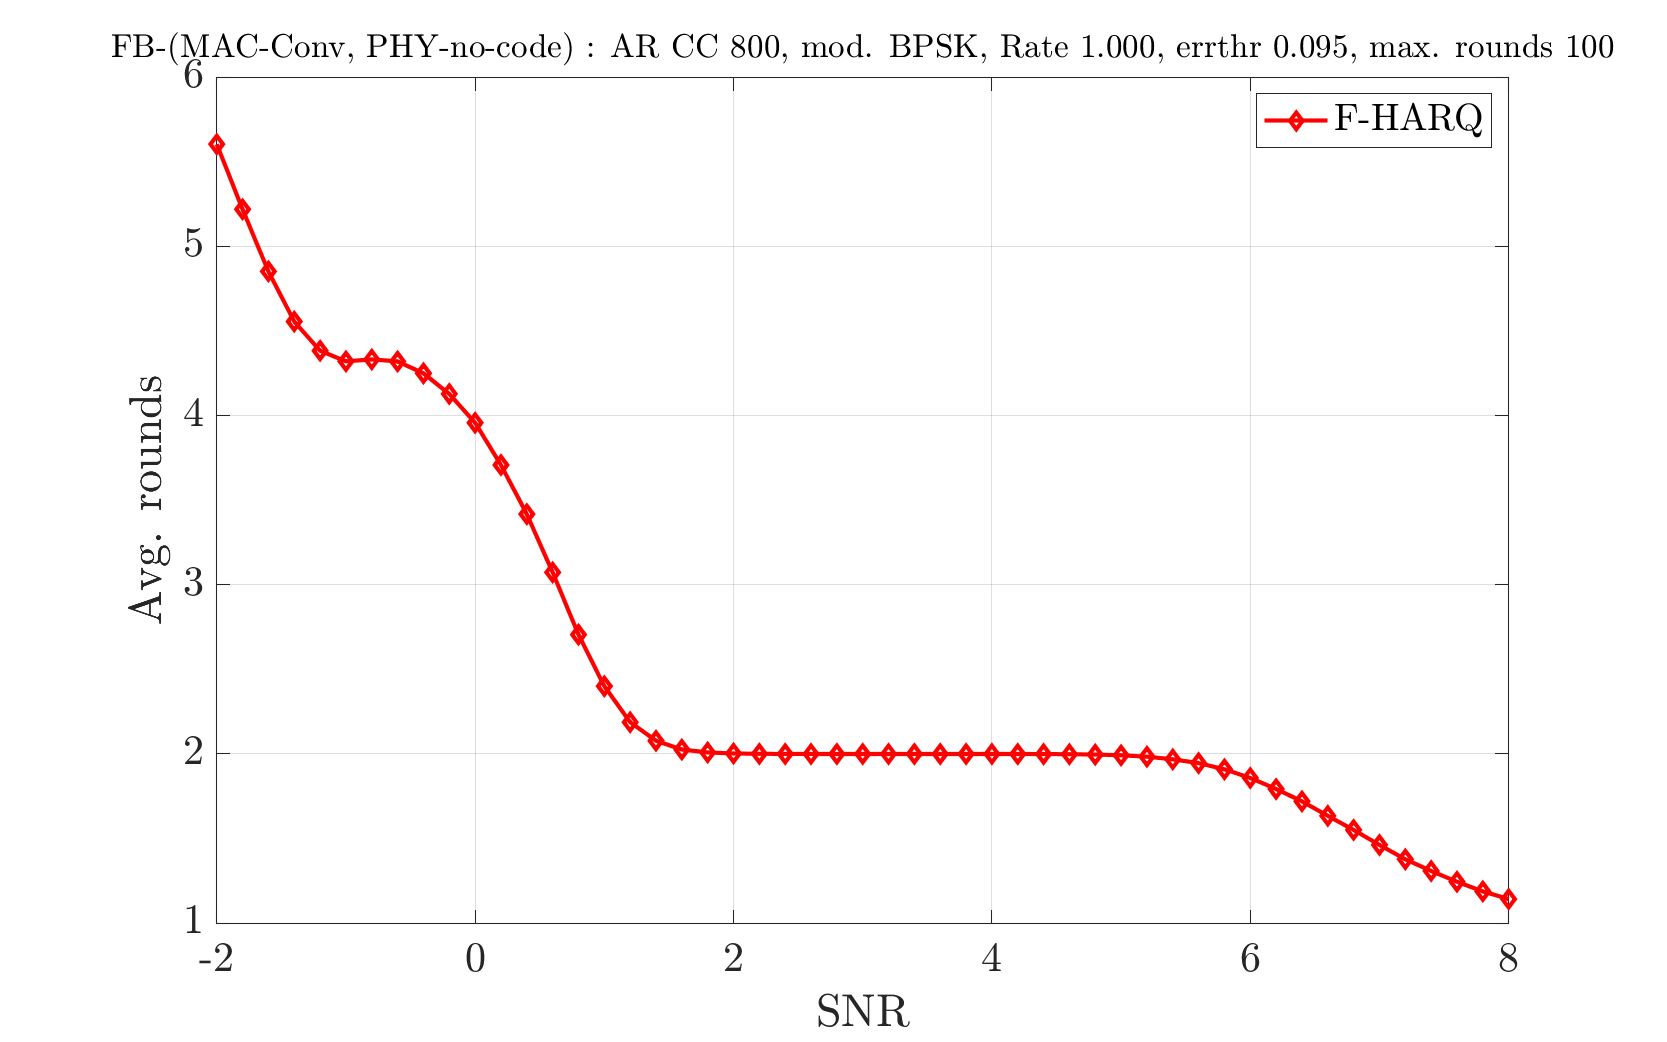 FB-(MAC-Conv, PHY-no-code) : AR CC 800, mod. BPSK, Rate 1.000, errthr 0.095, max. rounds 100
F-HARQ
6
5
4
3
2
1
Avg. rounds
-2 0 2 4 6 8
SNR